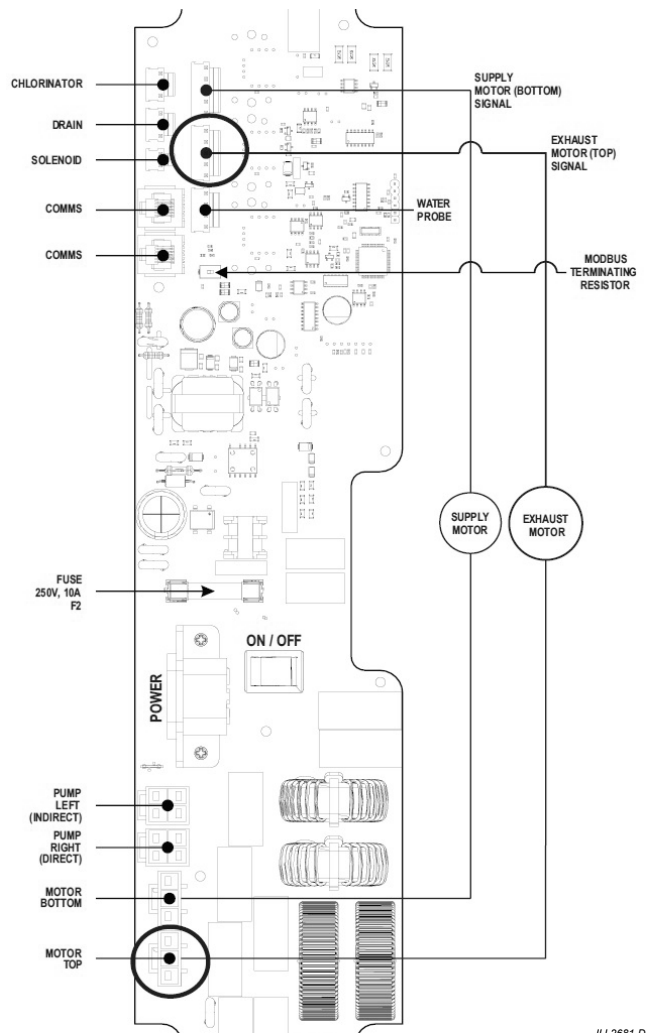 CHLORINATOR
DRAIN
SOLENOID
COMMS
COMMS
SUPPLY
MOTOR (BOTTOM)
SIGNAL
EXHAUST
MOTOR (TOP)
SIGNAL
WATER
PROBE
MODBUS
TERMINATING
RESISTOR
SUPPLY
MOTOR
EXHAUST
MOTOR
FUSE
250V, 10A
F2
ON / OFF
POWER
PUMP
LEFT
(INDIRECT)
PUMP
RIGHT
(DIRECT)
MOTOR
BOTTOM
MOTOR
TOP